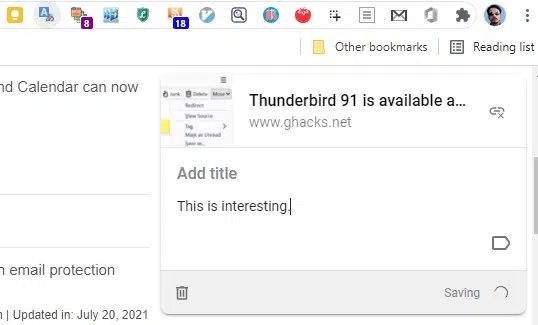 8
18
Other bookmarks
Reading list
nd Calendar can now
Junk Delete More
Redirect
View Source
Tag
Mark as Unread
Save as...
Thunderbird 91 is available a...
www.ghacks.net
Add title
This is interesting.
n email protection
Saving
n | Updated in: July 20, 2021